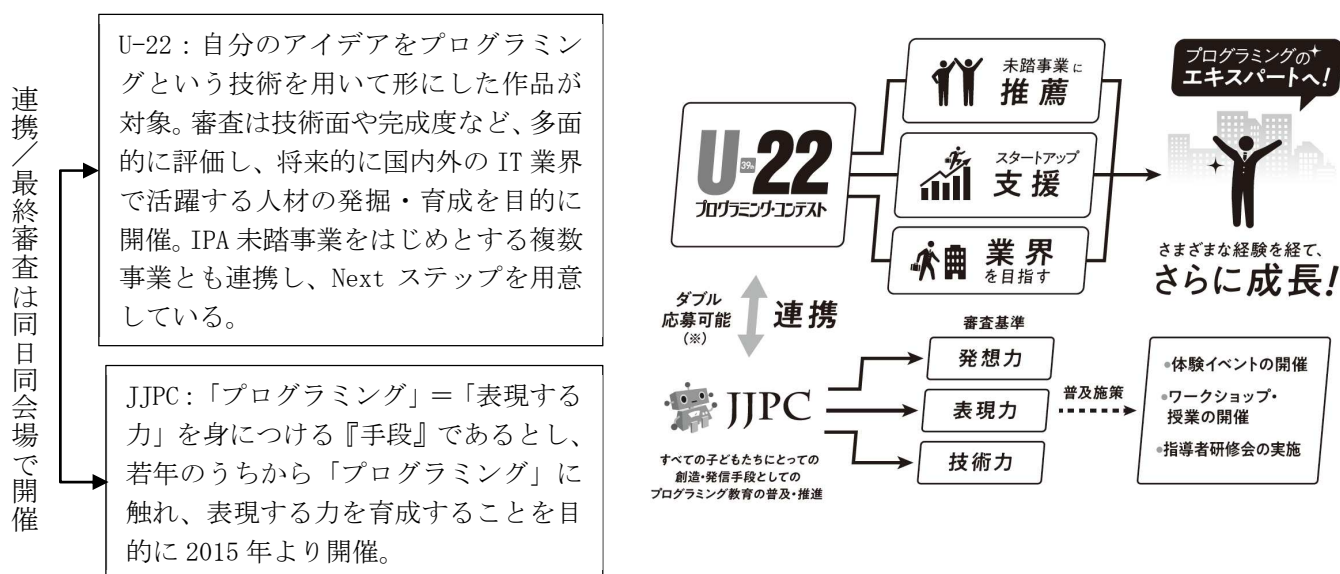 連携／最終審査は同日同会場で開催
U-22：自分のアイデアをプログラミン
グという技術を用いて形にした作品が
対象。審査は技術面や完成度など、多面
的に評価し、将来的に国内外の IT 業界
で活躍する人材の発掘・育成を目的に
開催。IPA 未踏事業をはじめとする複数
事業とも連携し、Next ステップを用意
している。
JJPC：「プログラミング」＝「表現する
力」を身につける『手段』であるとし、
若年のうちから「プログラミング」に
触れ、表現する力を育成することを目
的に 2015 年より開催。
U-22
39th
プログラミング・コンテスト
未踏事業に
推薦
スタートアップ
支援
業界
を目指す
プログラミングの
エキスパートへ!
さまざまな経験を経て、
さらに成長!
ダブル
応募可能
(※)
連携
JJPC
すべての子どもたちにとっての
創造・発信手段としての
プログラミング教育の普及・推進
審査基準
発想力
表現力
技術力
普及施策
•体験イベントの開催
•ワークショップ・
授業の開催
•指導者研修会の実施